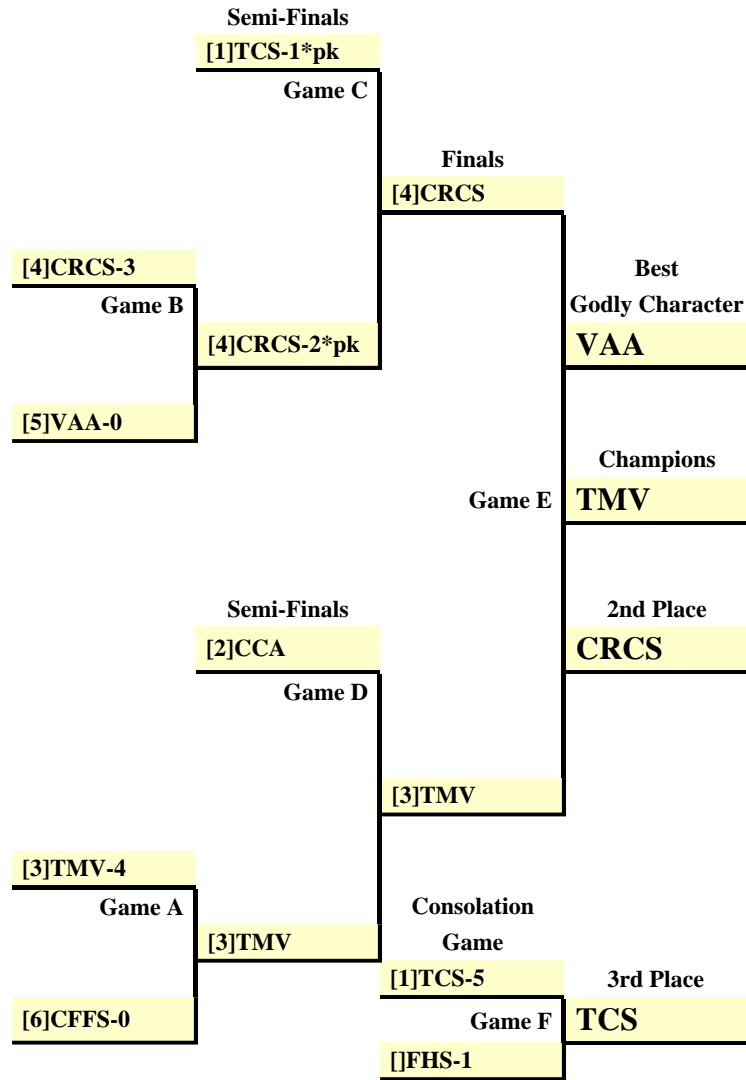 Semi-Finals
[1]TCS-1*pk
Game C
Finals
[4]CRCS
[4]CRCS-3
Best
Game B
Godly Character
[4]CRCS-2*pk
VAA
[5]VAA-0
Champions
Game E
TMV
Semi-Finals
2nd Place
[2]CCA
CRCS
Game D
[3]TMV
[3]TMV-4
Game A
Consolation
[3]TMV
Game
[1]TCS-5
3rd Place
[6]CFFS-0
Game F
TCS
[]FHS-1